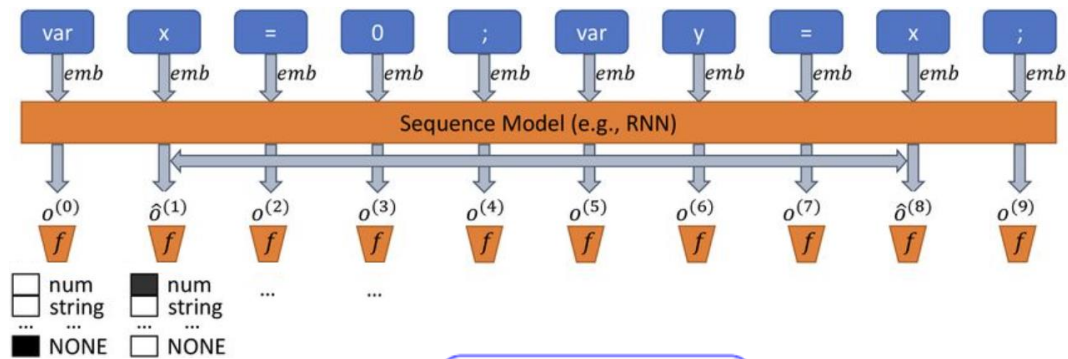 var x = 0 ; var y = x ;
emb emb emb emb emb emb emb emb emb emb
Sequence Model (e.g., RNN)
o^(0) ô^(1) o^(2) o^(3) o^(4) o^(5) o^(6) o^(7) ô^(8) o^(9)
f f f f f f f f f f
num num ... ...
string string
... ... ... ...
NONE NONE